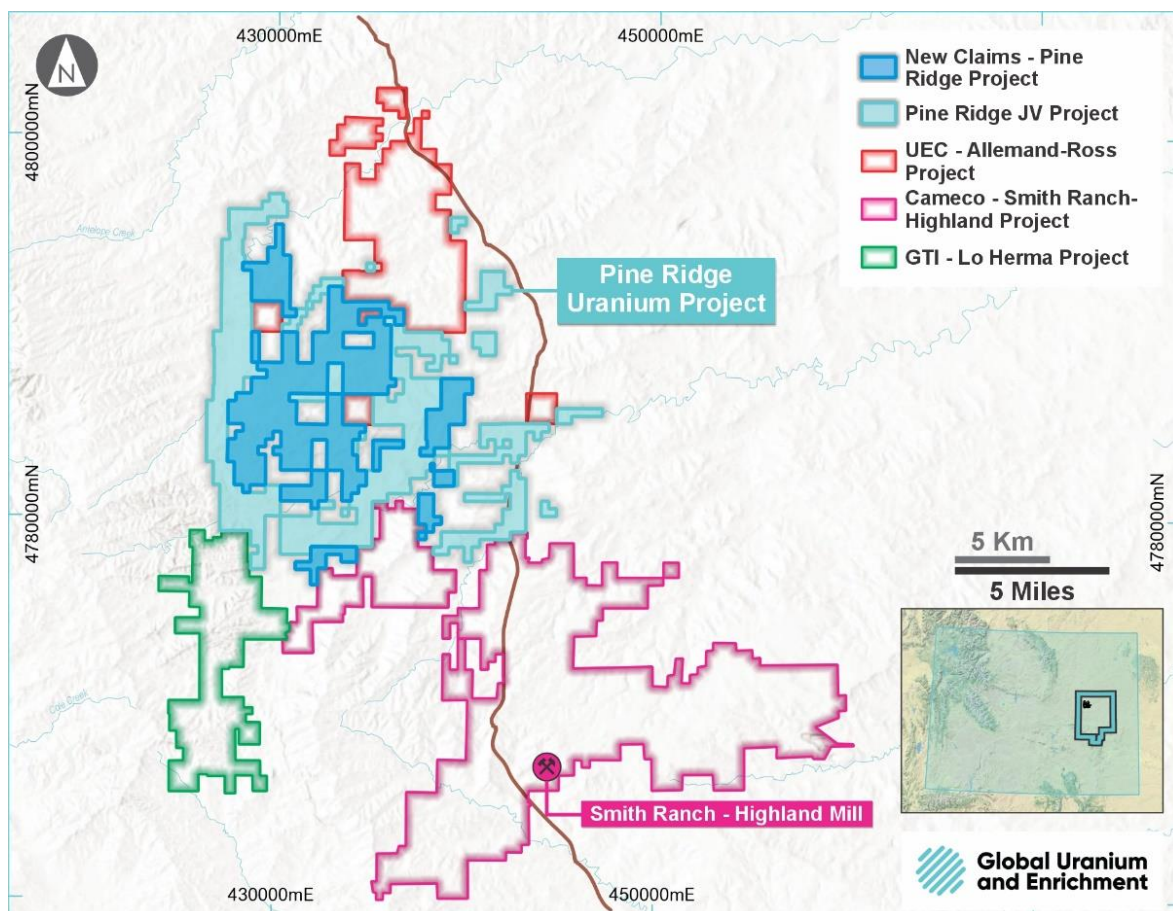 430000mE
450000mE
N
4800000mN
New Claims - Pine
Ridge Project
Pine Ridge JV Project
UEC - Allemand-Ross
Project
Cameco - Smith Ranch-
Highland Project
GTI - Lo Herma Project
Antelope Creek
Pine Ridge
Uranium Project
4780000mN
4780000mN
5 Km
5 Miles
Smith Ranch - Highland Mill
430000mE
450000mE
Global Uranium
and Enrichment